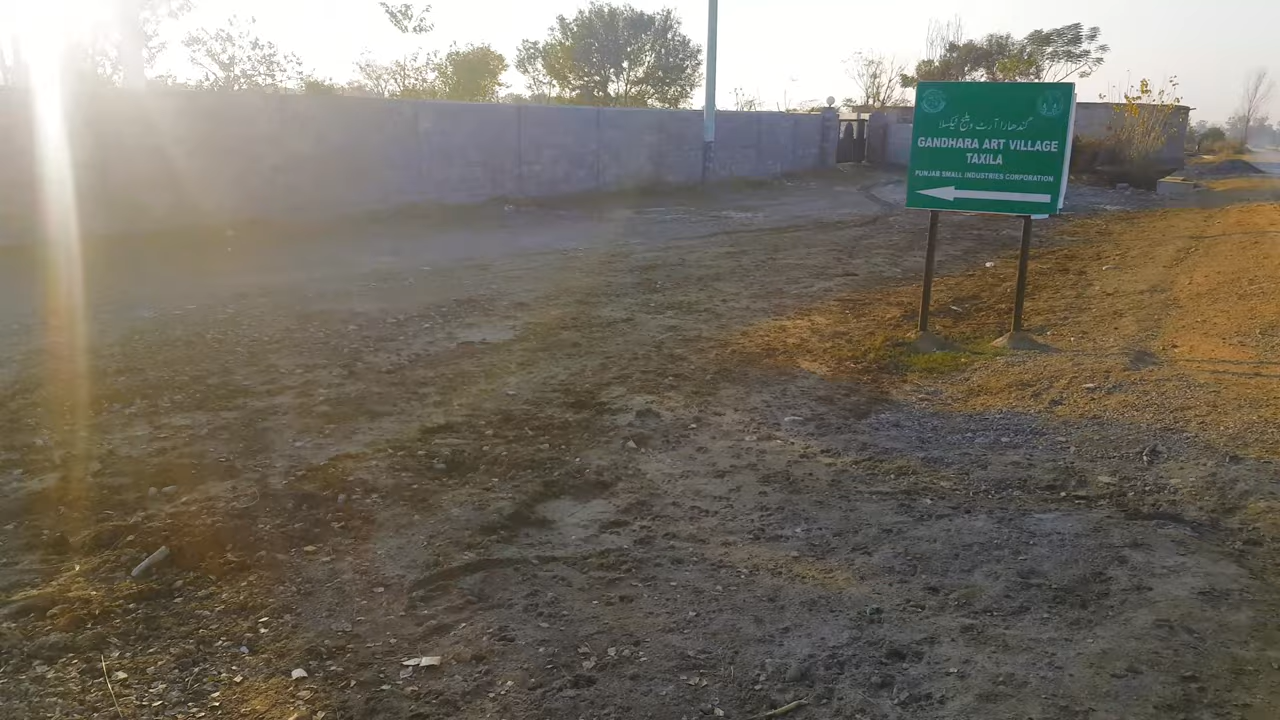 گندھارا آرٹ ویلج ٹیکسلا
GANDHARA ART VILLAGE
TAXILA
PUNJAB SMALL INDUSTRIES CORPORATION